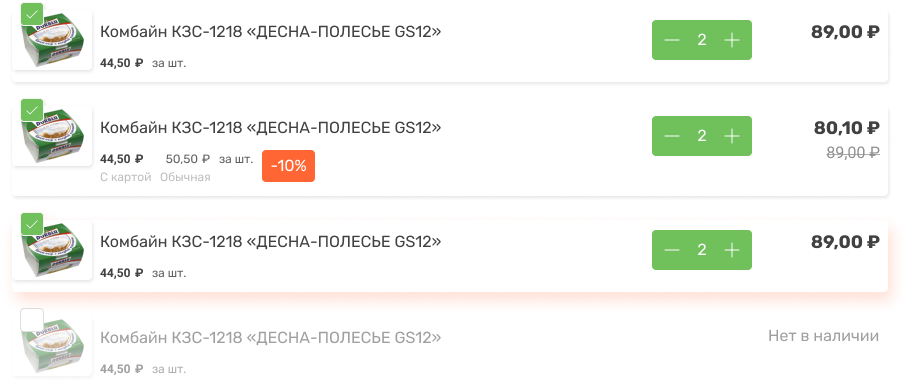 Комбайн КЗС-1218 «ДЕСНА-ПОЛЕСЬЕ GS12»
2
89,00 ₽
44,50 ₽ за шт.
Комбайн КЗС-1218 «ДЕСНА-ПОЛЕСЬЕ GS12»
2
80,10 ₽
89,00 ₽
44,50 ₽ 50,50 ₽ за шт.
-10%
С картой Обычная
Комбайн КЗС-1218 «ДЕСНА-ПОЛЕСЬЕ GS12»
2
89,00 ₽
44,50 ₽ за шт.
Комбайн КЗС-1218 «ДЕСНА-ПОЛЕСЬЕ GS12»
Нет в наличии
44,50 ₽ за шт.